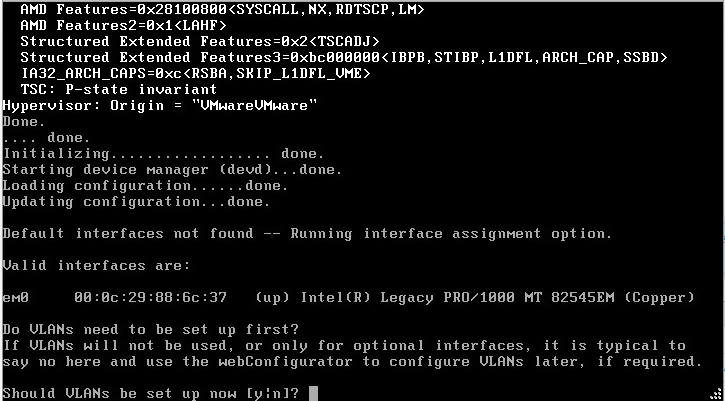 AMD Features=0x28100800<SYSCALL,NX,RDTSCP,LM>
AMD Features2=0x1<LAHF>
Structured Extended Features=0x2<TSCADJ>
Structured Extended Features3=0xbc000000<IBPB,STIBP,L1DFL,ARCH_CAP,SSBD>
IA32_ARCH_CAPS=0xc<RSBA,SKIP_L1DFL_VME>
TSC: P-state invariant
Hypervisor: Origin = "VMwareVMware"
Done.
.... done.
Initializing.................. done.
Starting device manager (devd)...done.
Loading configuration......done.
Updating configuration...done.
Default interfaces not found -- Running interface assignment option.
Valid interfaces are:
em0     00:0c:29:88:6c:37   (up) Intel(R) Legacy PRO/1000 MT 82545EM (Copper)
Do VLANs need to be set up first?
If VLANs will not be used, or only for optional interfaces, it is typical to
say no here and use the webConfigurator to configure VLANs later, if required.
Should VLANs be set up now [y|n]?